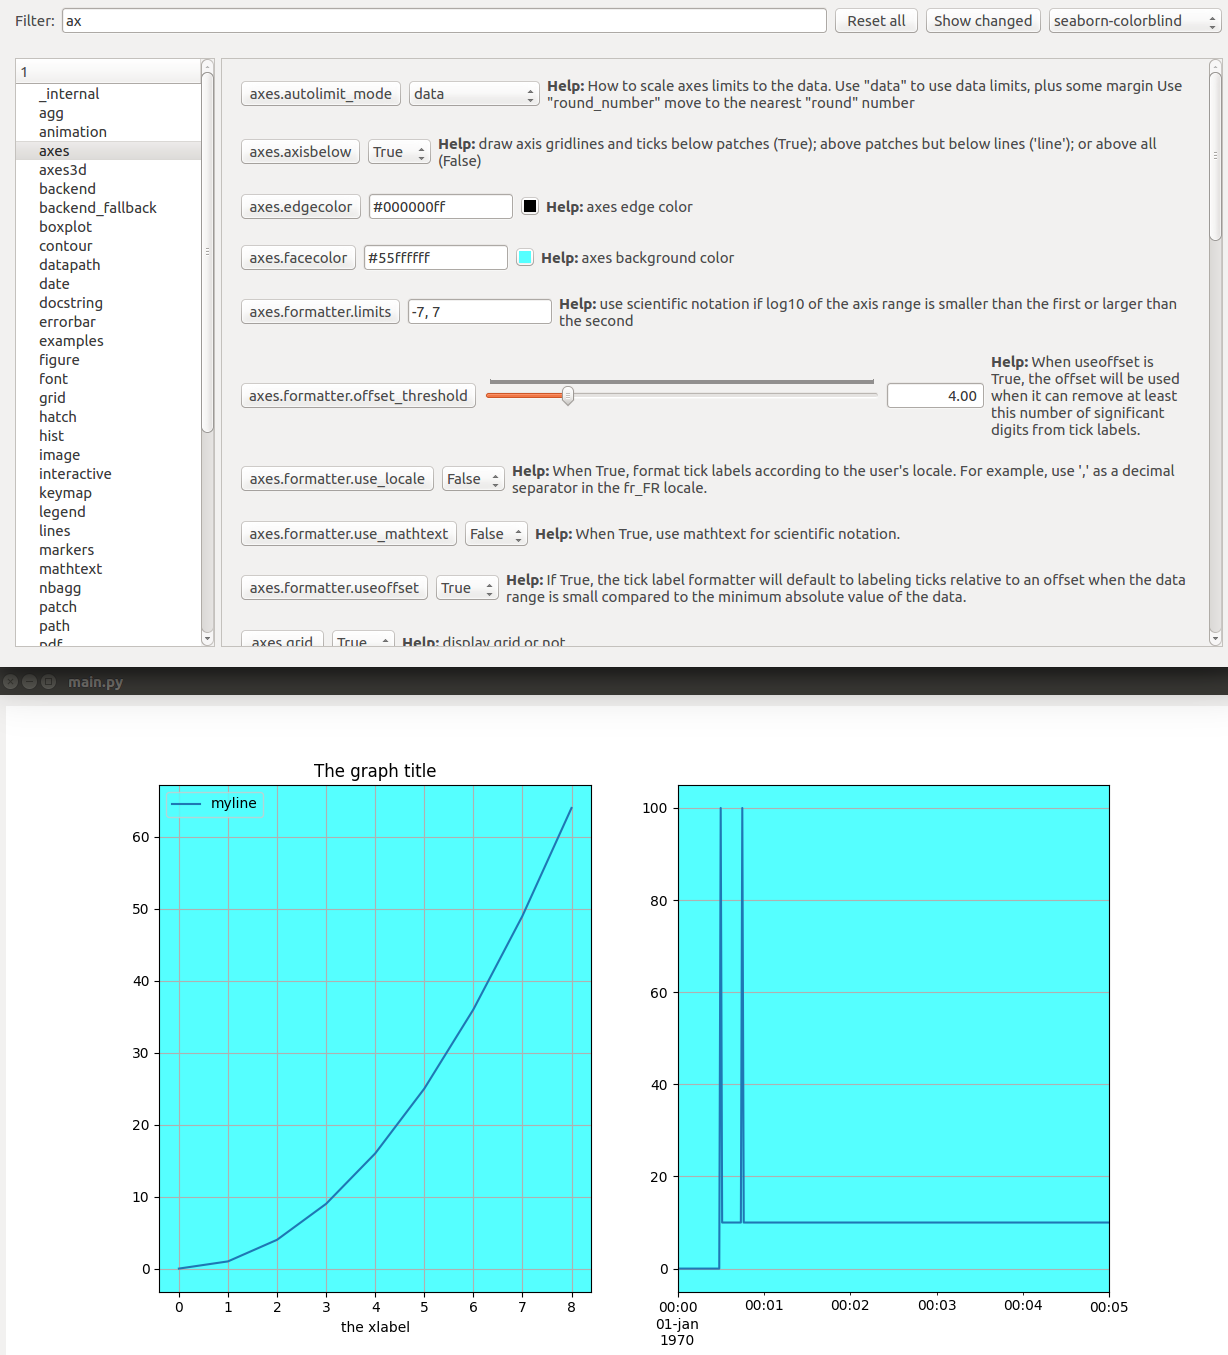 Filter: ax Reset all Show changed seaborn-colorblind
1
_internal
agg
animation
axes
axes3d
backend
backend_fallback
boxplot
contour
datapath
date
docstring
errorbar
examples
figure
font
grid
hatch
hist
image
interactive
keymap
legend
lines
markers
mathtext
nbagg
patch
path
pdf
axes.autolimit_mode data Help: How to scale axes limits to the data. Use "data" to use data limits, plus some margin Use
"round_number" move to the nearest "round" number
axes.axisbelow True Help: draw axis gridlines and ticks below patches (True); above patches but below lines ('line'); or above all
(False)
axes.edgecolor #000000ff Help: axes edge color
axes.facecolor #55ffffff Help: axes background color
axes.formatter.limits -7, 7 Help: use scientific notation if log10 of the axis range is smaller than the first or larger than
the second
axes.formatter.offset_threshold 4.00 Help: When useoffset is
True, the offset will be used
when it can remove at least
this number of significant
digits from tick labels.
axes.formatter.use_locale False Help: When True, format tick labels according to the user's locale. For example, use ',' as a decimal
separator in the fr_FR locale.
axes.formatter.use_mathtext False Help: When True, use mathtext for scientific notation.
axes.formatter.useoffset True Help: If True, the tick label formatter will default to labeling ticks relative to an offset when the data
range is small compared to the minimum absolute value of the data.
axes.grid True Help: display grid or not
main.py
The graph title
myline
60
50
40
30
20
10
0
0 1 2 3 4 5 6 7 8
the xlabel
100
80
60
40
20
0
00:00 00:01 00:02 00:03 00:04 00:05
01-jan
1970